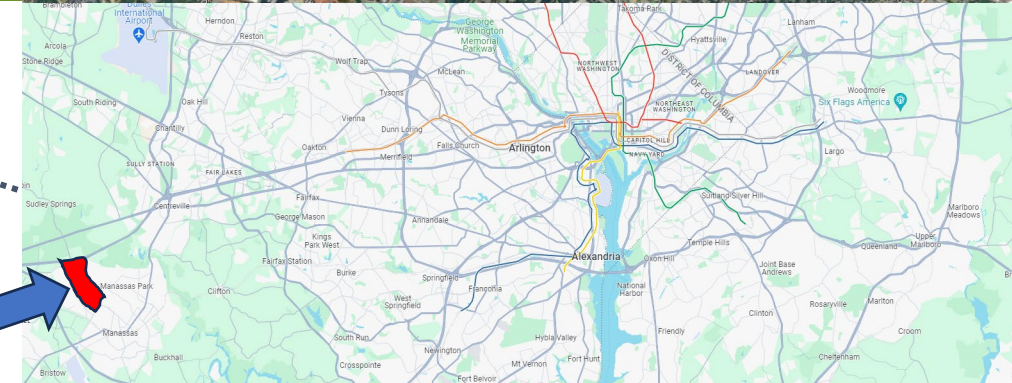 Brambleton
Dulles
International
Airport
Herndon
George
Washington
Memorial
Parkway
Takoma Park
Lanham
Reston
Hyattsville
Arcola
Stone Ridge
Wolf Trap
McLean
NORTHWEST
WASHINGTON
DISTRICT OF COLUMBIA
LANDOVER
Tysons
Woodmore
South Riding
Oak Hill
NORTHEAST
WASHINGTON
Six Flags America
Vienna
Chantilly
Dunn Loring
Oakton
Falls Church
Arlington
CAPITOL HILL
Merrifield
NAVY YARD
Largo
SULLY STATION
FAIR LAKES
Sudley Springs
Centreville
Fairfax
Suitland-Silver Hill
Marlboro
Meadows
George Mason
Annandale
Kings
Park West
Temple Hills
Queenland
Upper
Marlboro
Fairfax Station
Alexandria
Oxon Hill
Burke
Springfield
Joint Base
Andrews
Manassas Park
Clifton
Franconia
National
Harbor
West
Springfield
Rosaryville
Marlton
Clinton
Manassas
South Run
Hybla Valley
Friendly
Croom
Newington
Buckhall
Crosspointe
Mt Vernon
Fort Hunt
Cheltenham
Bristow
Fort Belvoir